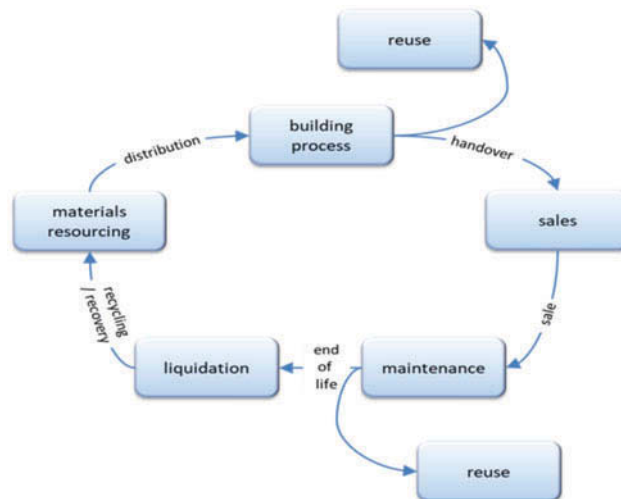 reuse
building
process
distribution
handover
materials
resourcing
sales
recycling
/ recovery
sale
liquidation
end
of
life
maintenance
reuse